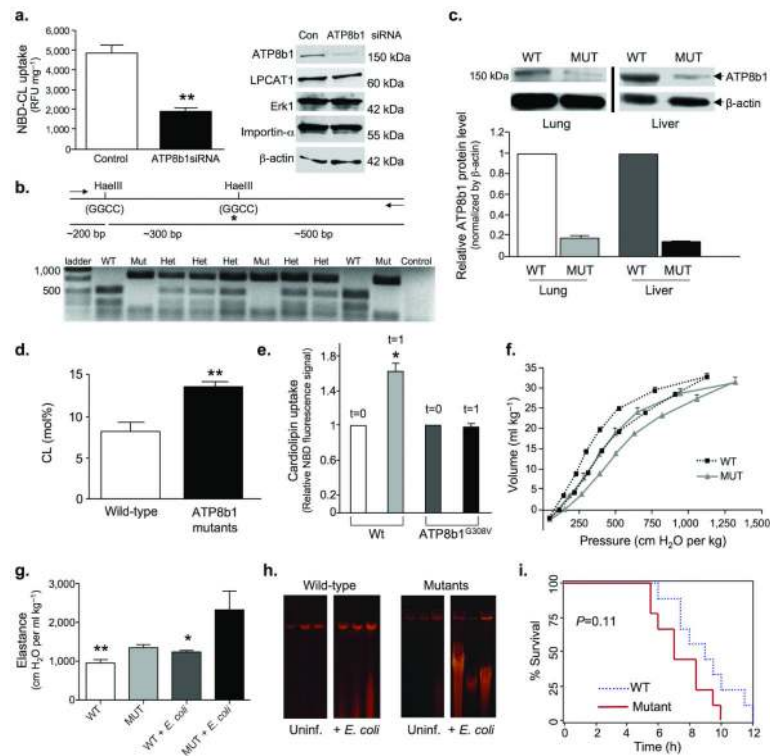 a.
NBD-CL uptake
(RFU mg⁻¹)
6,000
5,000
4,000
3,000
2,000
1,000
0
**
Control
ATP8b1siRNA
Con ATP8b1 siRNA
ATP8b1
150 kDa
LPCAT1
60 kDa
Erk1
42 kDa
Importin-α
55 kDa
β-actin
42 kDa
b.
HaeIII
HaeIII
(GGCC)
(GGCC)
*
~200 bp
~300 bp
~500 bp
ladder WT Mut Het Het Het Mut Het Het WT Mut Control
1,000
500
c.
WT MUT WT MUT
150 kDa
ATP8b1
β-actin
Lung
Liver
Relative ATP8b1 protein level
(normalized by β-actin)
1.2
1
0.8
0.6
0.4
0.2
0
WT MUT WT MUT
Lung
Liver
d.
CL
(mol%)
15
10
5
0
**
Wild-type
ATP8b1
mutants
e.
Cardiolipin uptake
(Relative NBD fluorescence signal)
1.8
1.4
1
0.6
0.2
0
t=1
*
t=0
t=0
t=1
Wt
ATP8b1ᴳ³⁰⁸ⱽ
f.
Volume (ml kg⁻¹)
35
30
25
20
15
10
5
0
WT
MUT
0 250 500 750 1,000 1,250 1,500
Pressure (cm H₂O per kg)
g.
Elastance
(cm H₂O per ml kg⁻¹)
3,000
2,000
1,000
0
**
*
WT
MUT
WT + E. coli
MUT + E. coli
h.
Wild-type
Mutants
Uninf. + E. coli
Uninf. + E. coli
i.
% Survival
100
75
50
25
0
P=0.11
WT
Mutant
0 2 4 6 8 10 12
Time (h)